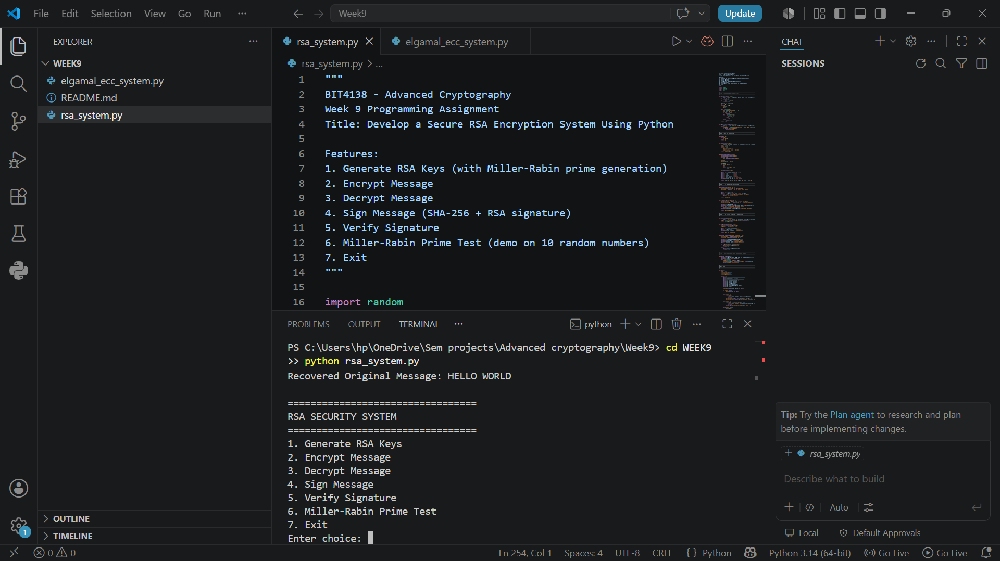 File Edit Selection View Go Run
Week9
Update
EXPLORER
WEEK9
elgamal_ecc_system.py
README.md
rsa_system.py
OUTLINE
TIMELINE
1
rsa_system.py
elgamal_ecc_system.py
rsa_system.py > ...
1 """
2 BIT4138 - Advanced Cryptography
3 Week 9 Programming Assignment
4 Title: Develop a Secure RSA Encryption System Using Python
5
6 Features:
7 1. Generate RSA Keys (with Miller-Rabin prime generation)
8 2. Encrypt Message
9 3. Decrypt Message
10 4. Sign Message (SHA-256 + RSA signature)
11 5. Verify Signature
12 6. Miller-Rabin Prime Test (demo on 10 random numbers)
13 7. Exit
14 """
15
16 import random
PROBLEMS OUTPUT TERMINAL
python
PS C:\Users\hp\OneDrive\Sem projects\Advanced cryptography\Week9> cd WEEK9
>> python rsa_system.py
Recovered Original Message: HELLO WORLD
=================================
RSA SECURITY SYSTEM
=================================
1. Generate RSA Keys
2. Encrypt Message
3. Decrypt Message
4. Sign Message
5. Verify Signature
6. Miller-Rabin Prime Test
7. Exit
Enter choice:
CHAT
SESSIONS
Tip: Try the Plan agent to research and plan
before implementing changes.
rsa_system.py
Describe what to build
Auto
Local Default Approvals
0 0
Ln 254, Col 1 Spaces: 4 UTF-8 CRLF { } Python Python 3.14 (64-bit) Go Live Go Live